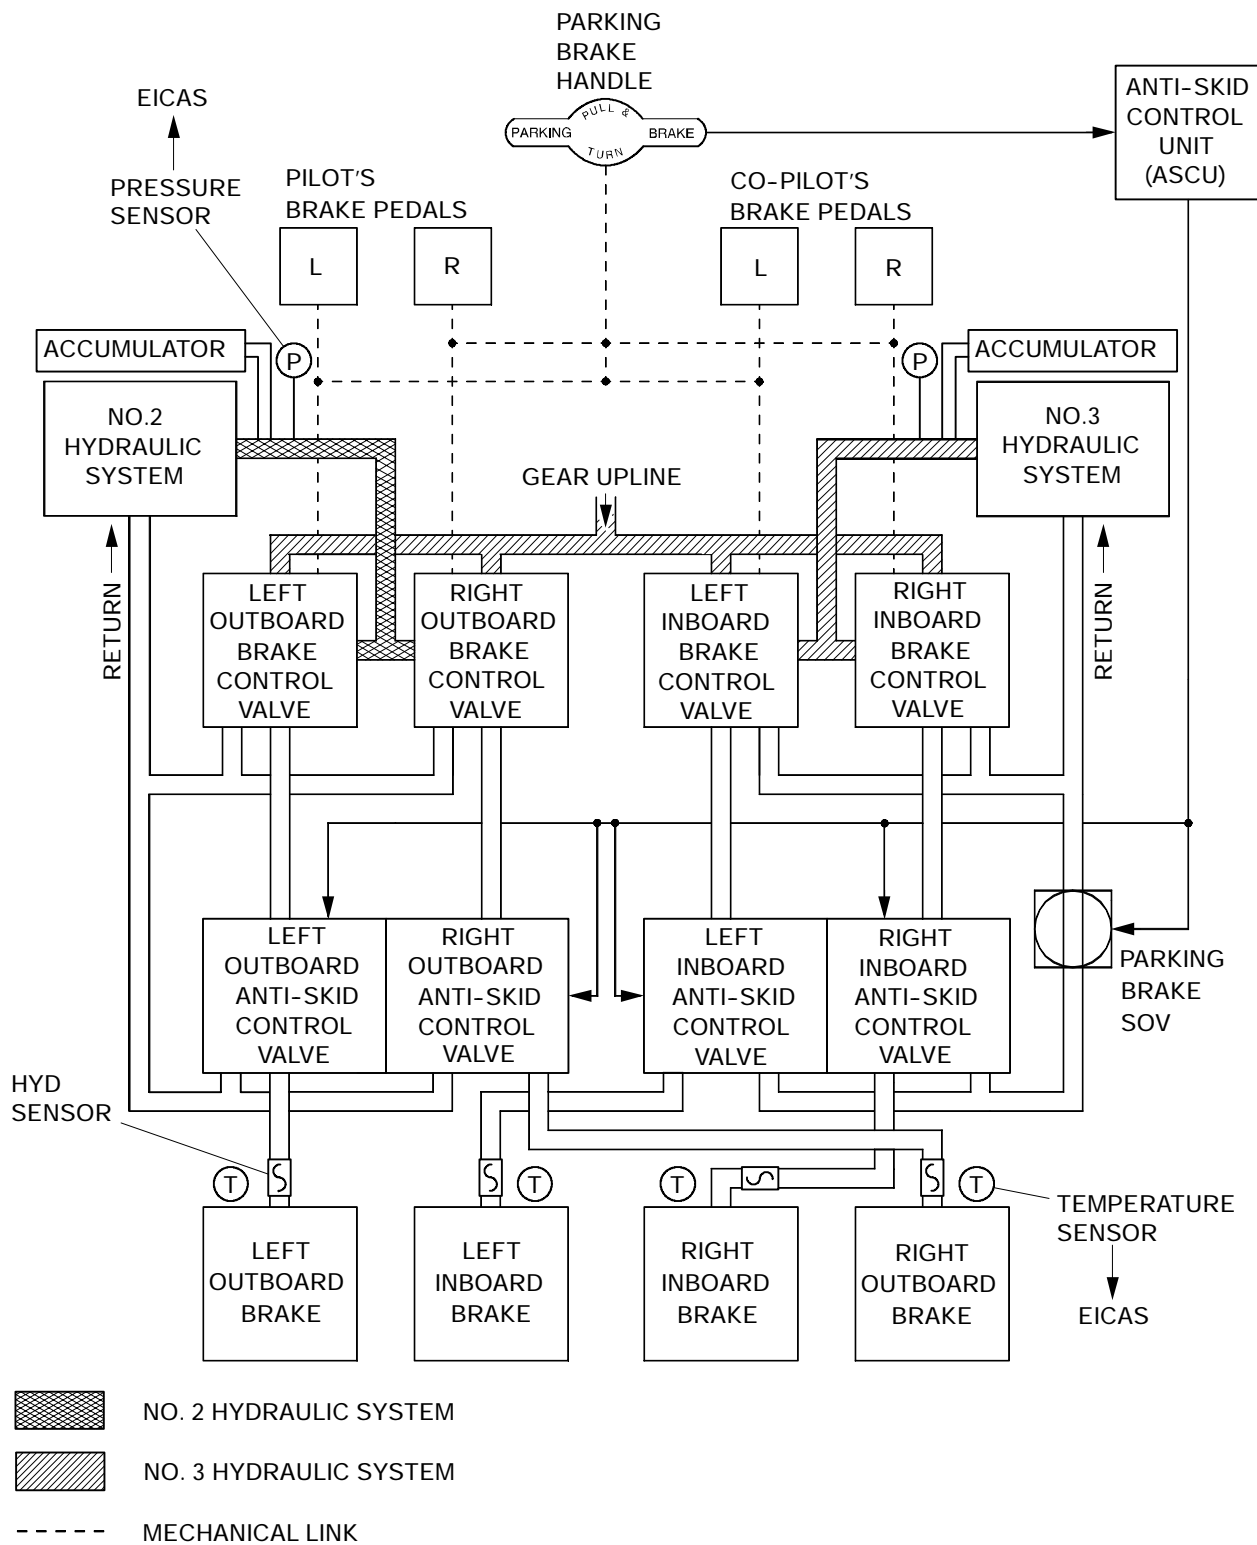 PARKING
BRAKE
HANDLE
PULL &
PARKING
BRAKE
TURN
ANTI-SKID
CONTROL
UNIT
(ASCU)
EICAS
PRESSURE
SENSOR
PILOT'S
BRAKE PEDALS
CO-PILOT'S
BRAKE PEDALS
L
R
L
R
ACCUMULATOR
P
P
ACCUMULATOR
NO.2
HYDRAULIC
SYSTEM
NO.3
HYDRAULIC
SYSTEM
GEAR UPLINE
RETURN
RETURN
LEFT
OUTBOARD
BRAKE
CONTROL
VALVE
RIGHT
OUTBOARD
BRAKE
CONTROL
VALVE
LEFT
INBOARD
BRAKE
CONTROL
VALVE
RIGHT
INBOARD
BRAKE
CONTROL
VALVE
LEFT
OUTBOARD
ANTI-SKID
CONTROL
VALVE
RIGHT
OUTBOARD
ANTI-SKID
CONTROL
VALVE
LEFT
INBOARD
ANTI-SKID
CONTROL
VALVE
RIGHT
INBOARD
ANTI-SKID
CONTROL
VALVE
PARKING
BRAKE
SOV
HYD
SENSOR
T
T
T
T
TEMPERATURE
SENSOR
EICAS
LEFT
OUTBOARD
BRAKE
LEFT
INBOARD
BRAKE
RIGHT
INBOARD
BRAKE
RIGHT
OUTBOARD
BRAKE
NO. 2 HYDRAULIC SYSTEM
NO. 3 HYDRAULIC SYSTEM
MECHANICAL LINK